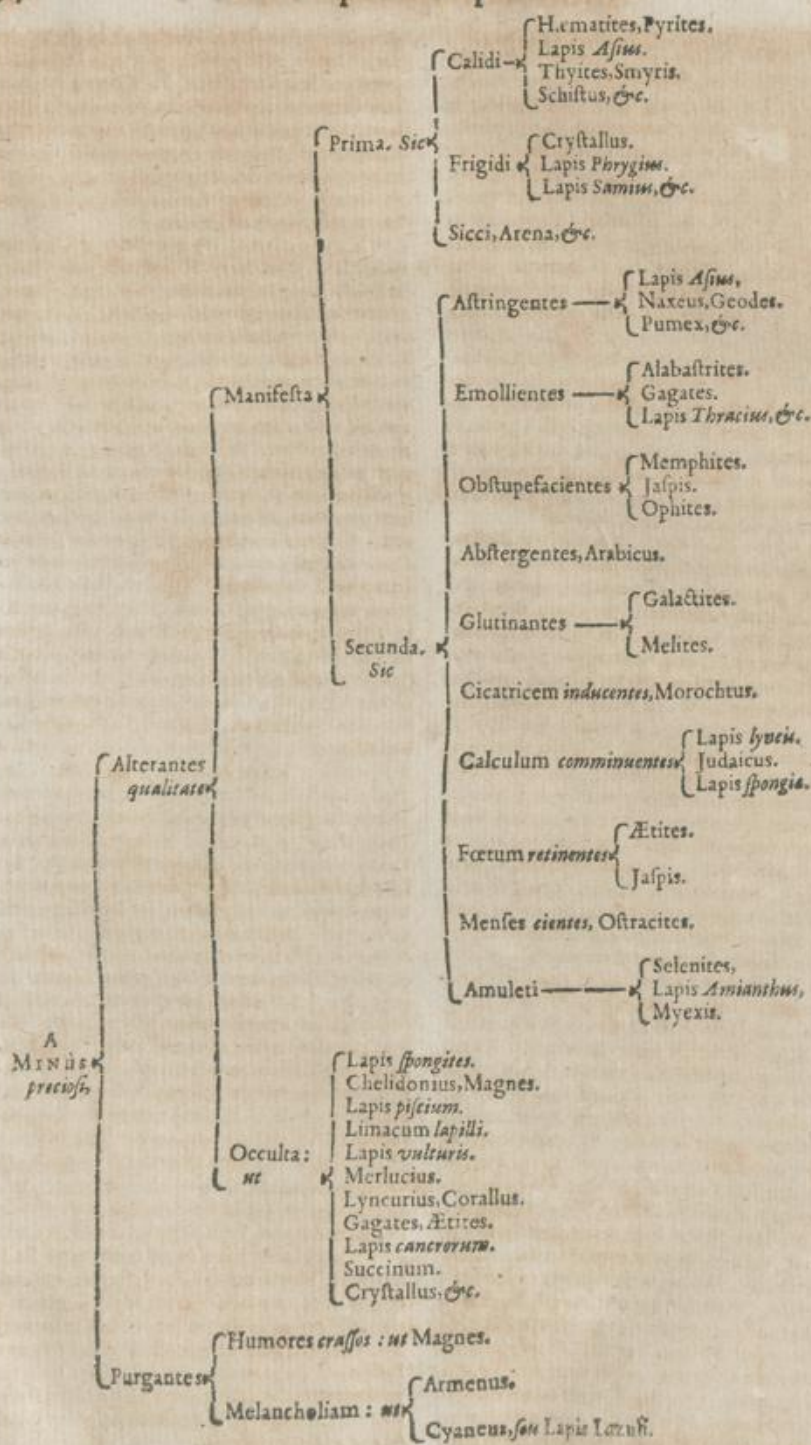 Hæmatites, Pyrites.
Calidi
Lapis Aſius.
Thyites, Smyris.
Schiſtus, &c.
Prima. Sic
Cryſtallus.
Frigidi
Lapis Phrygius.
Lapis Samius, &c.
Sicci, Arena, &c.
Manifeſta
Lapis Aſius,
Aſtringentes
Naxeus, Geodes.
Pumex, &c.
Alabaſtrites.
Emollientes
Gagates.
Lapis Thracius, &c.
Memphites.
Obſtupefacientes
Jaſpis.
Ophites.
Abſtergentes, Arabicus.
Secunda.
Sic
Galactites.
Glutinantes
Melites.
Cicatricem inducentes, Morochtus.
Alterantes
qualitate
Lapis lyncis.
Calculum comminuentes
Judaicus.
Lapis ſpongiæ.
Ætites.
Fœtum retinentes
Jaſpis.
Menſes cientes, Oſtracites.
Selenites,
Amuleti
Lapis Amianthus,
Myexis.
A
MINùs
precioſi,
Occulta:
ut
Lapis ſpongites.
Chelidonius, Magnes.
Lapis piſcium.
Limacum lapilli.
Lapis vulturis.
Merlucius.
Lyncurius, Corallus.
Gagates, Ætites.
Lapis cancrorum.
Succinum.
Cryſtallus, &c.
Purgantes
Humores craſſos : ut Magnes.
Melancholiam : ut
Armenus.
Cyaneus, ſeu Lapis Lazuli.